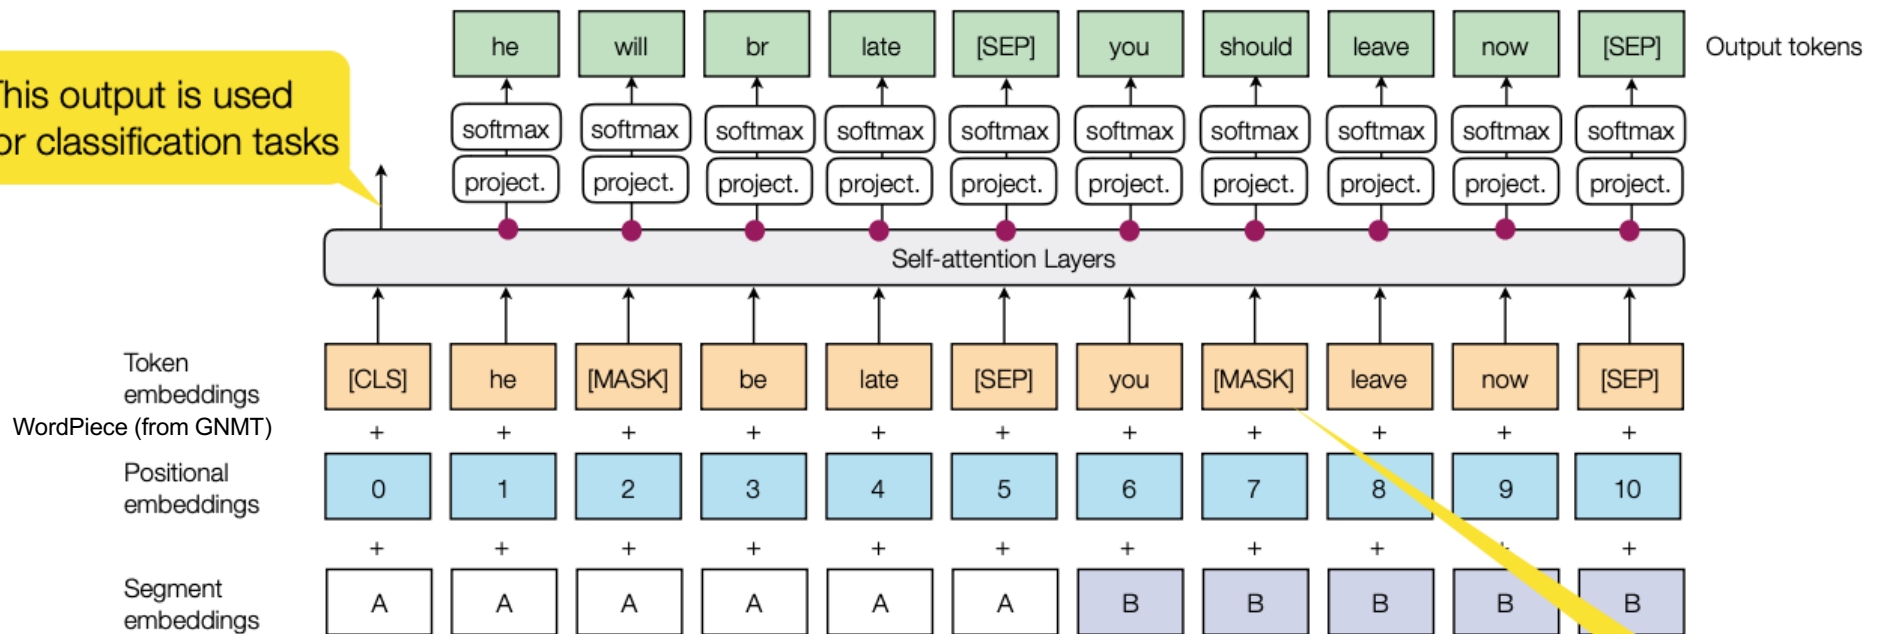 he will br late [SEP] you should leave now [SEP] Output tokens
This output is used
or classification tasks
softmax softmax softmax softmax softmax softmax softmax softmax softmax softmax
project. project. project. project. project. project. project. project. project. project.
Self-attention Layers
Token
embeddings
[CLS] he [MASK] be late [SEP] you [MASK] leave now [SEP]
WordPiece (from GNMT)
+ + + + + + + + + + +
Positional
embeddings
0 1 2 3 4 5 6 7 8 9 10
+ + + + + + + + + + +
Segment
embeddings
A A A A A A B B B B B